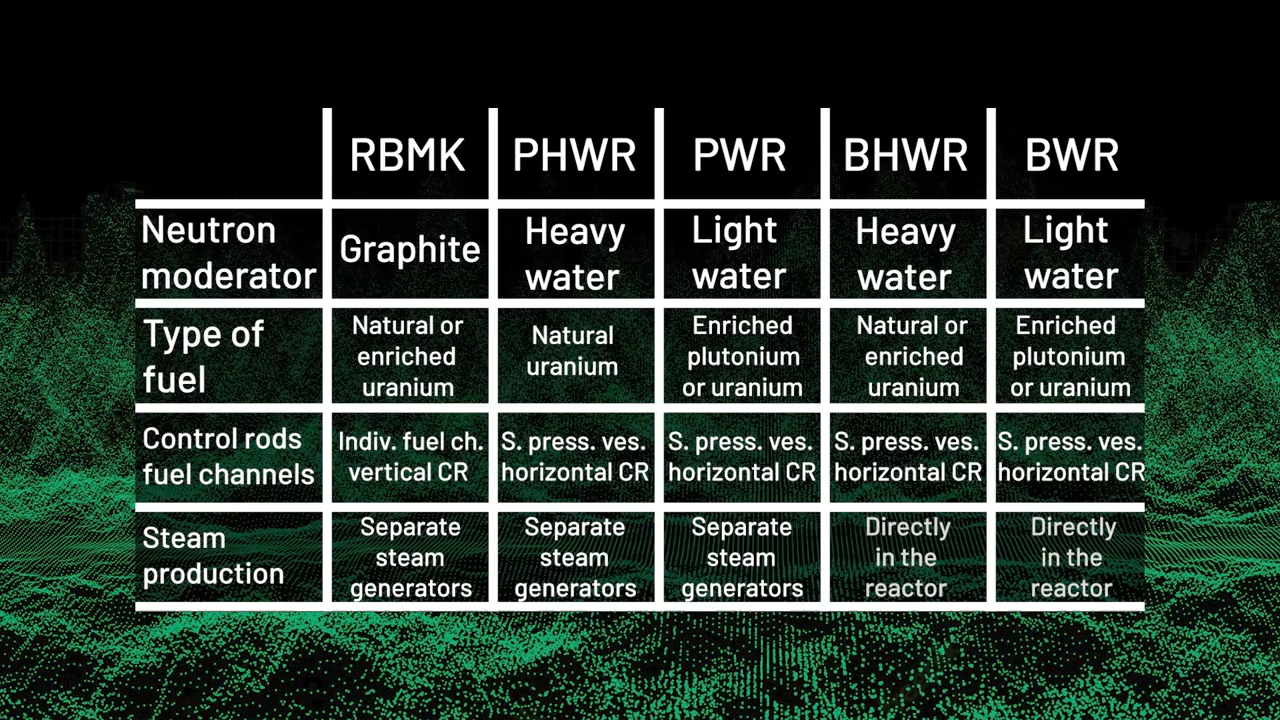 RBMK PHWR PWR BHWR BWR
Neutron
moderator
Graphite
Heavy
water
Light
water
Heavy
water
Light
water
Type of
fuel
Natural or
enriched
uranium
Natural
uranium
Enriched
plutonium
or uranium
Natural or
enriched
uranium
Enriched
plutonium
or uranium
Control rods
fuel channels
Indiv. fuel ch.
vertical CR
S. press. ves.
horizontal CR
S. press. ves.
horizontal CR
S. press. ves.
horizontal CR
S. press. ves.
horizontal CR
Steam
production
Separate
steam
generators
Separate
steam
generators
Separate
steam
generators
Directly
in the
reactor
Directly
in the
reactor